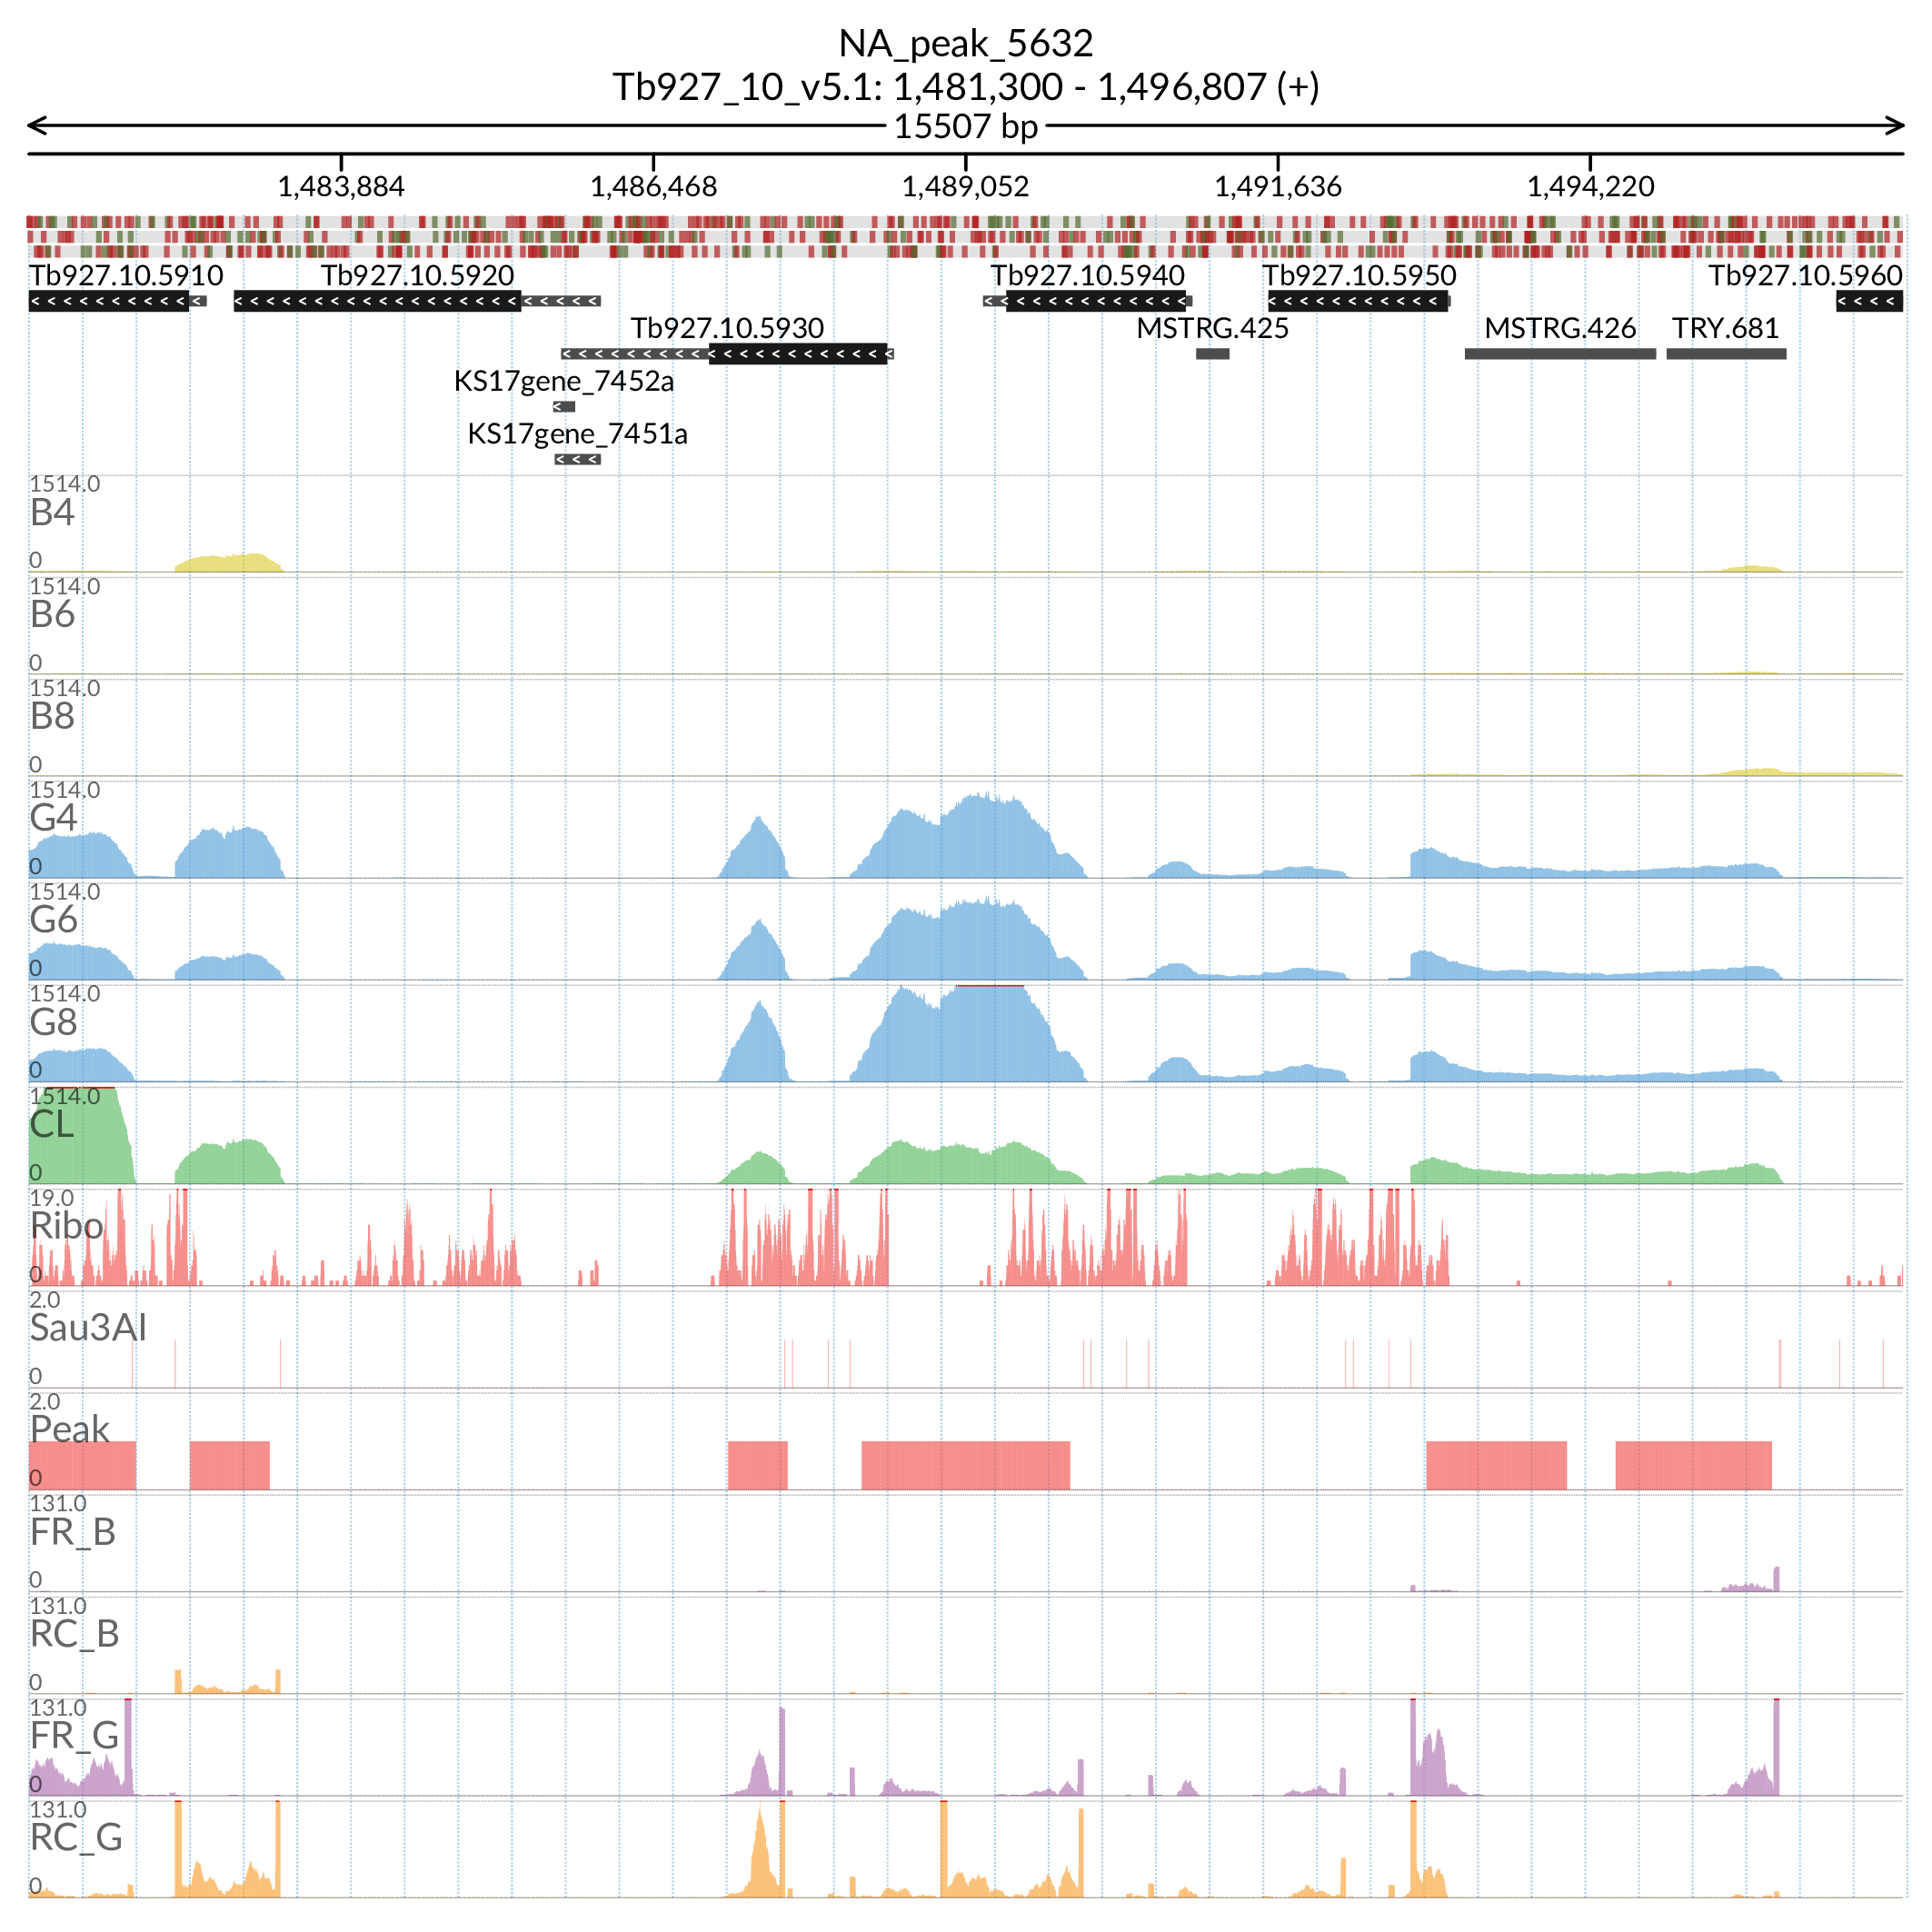 NA_peak_5632
Tb927_10_v5.1: 1,481,300 - 1,496,807 (+)
15507 bp
1,483,884 1,486,468 1,489,052 1,491,636 1,494,220
Tb927.10.5910 Tb927.10.5920 Tb927.10.5940 Tb927.10.5950 Tb927.10.5960
Tb927.10.5930 MSTRG.425 MSTRG.426 TRY.681
KS17gene_7452a
KS17gene_7451a
1514.0
B4
0
1514.0
B6
0
1514.0
B8
0
1514.0
G4
0
1514.0
G6
0
1514.0
G8
0
1514.0
CL
0
19.0
Ribo
0
2.0
Sau3AI
0
2.0
Peak
0
131.0
FR_B
0
131.0
RC_B
0
131.0
FR_G
0
131.0
RC_G
0